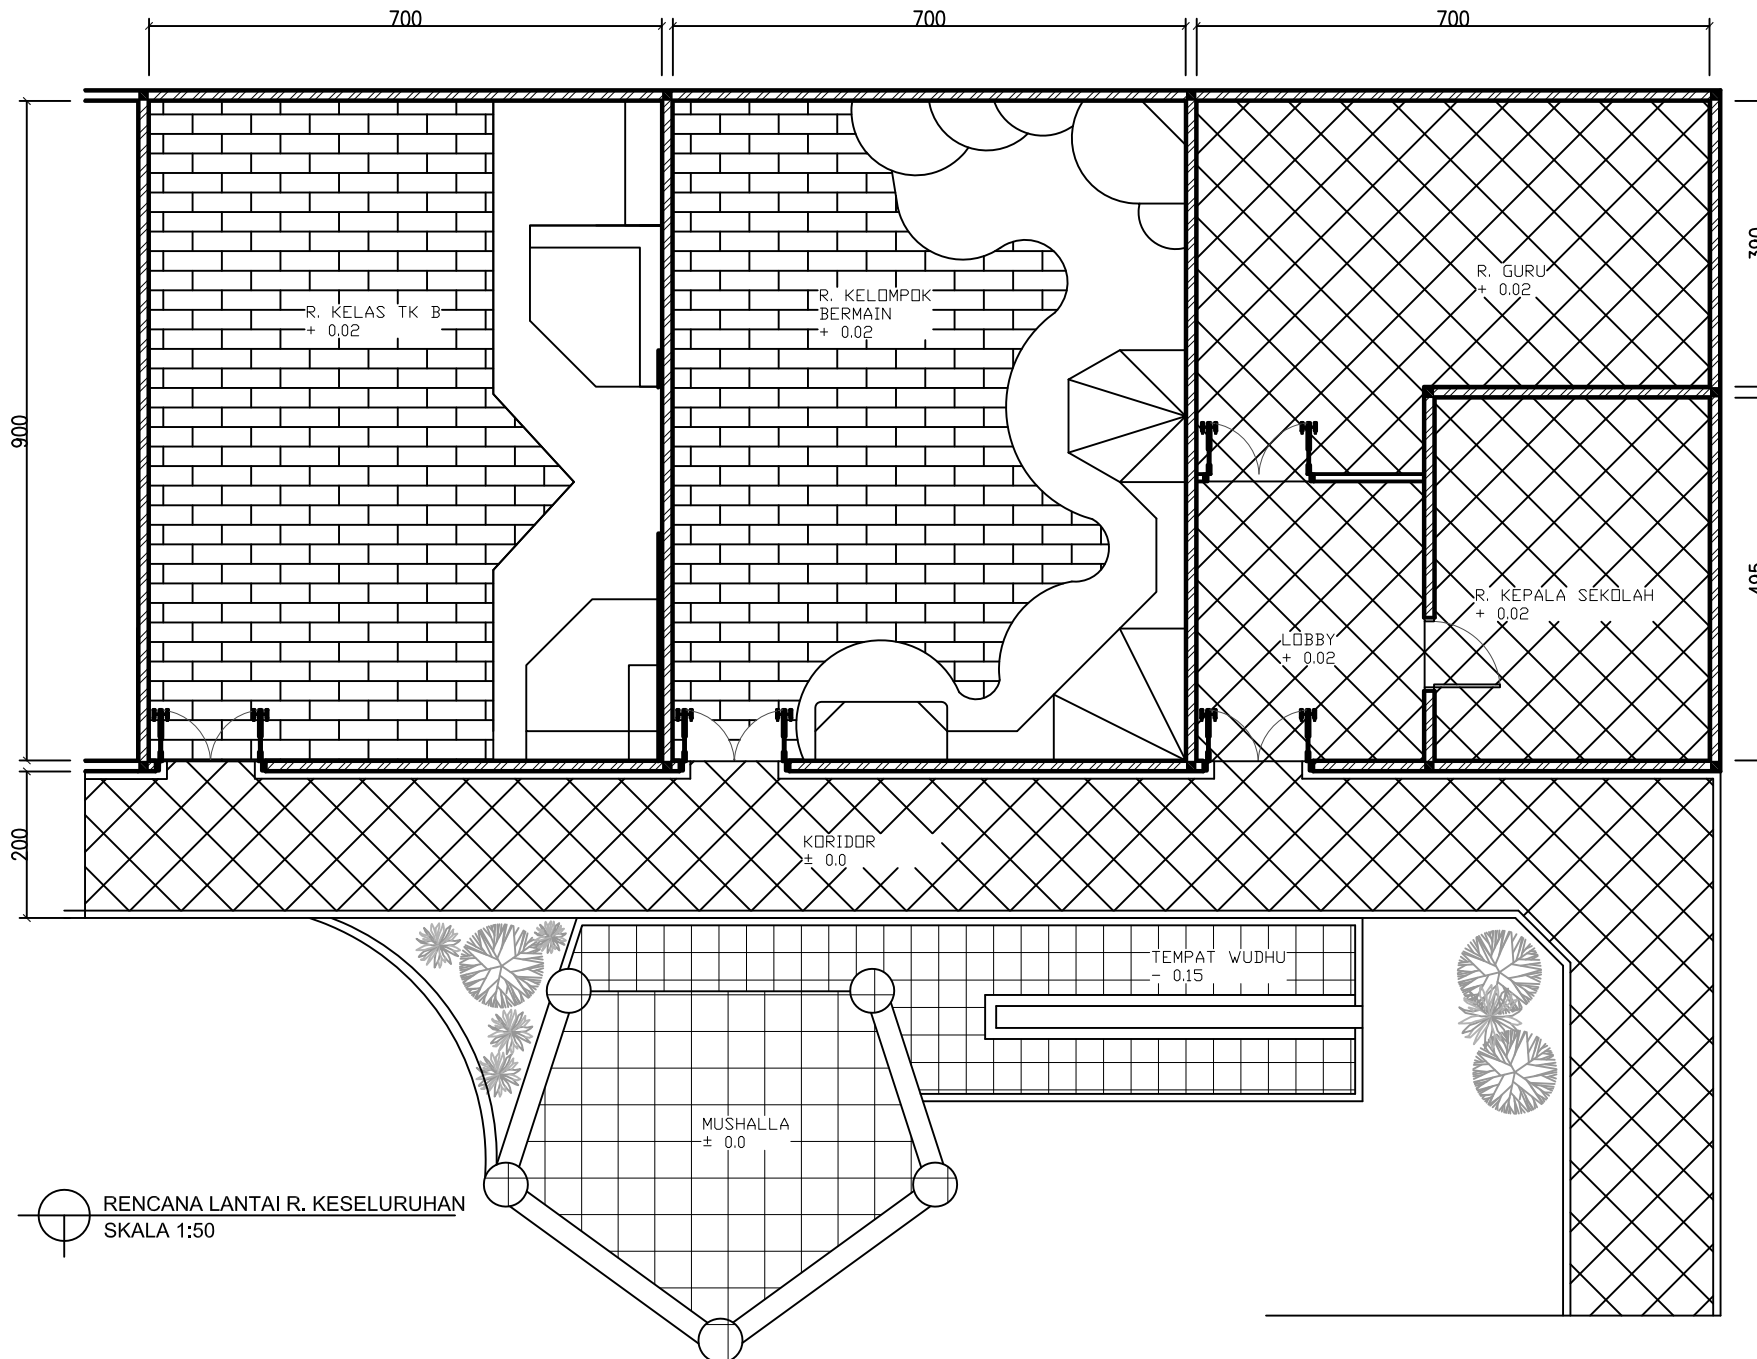 700
700
700
900
390
495
200
R. KELAS TK B
+ 0.02
R. KELOMPOK
BERMAIN
+ 0.02
R. GURU
+ 0.02
R. KEPALA SEKOLAH
+ 0.02
LOBBY
+ 0.02
KORIDOR
± 0.0
TEMPAT WUDHU
- 0.15
MUSHALLA
± 0.0
RENCANA LANTAI R. KESELURUHAN
SKALA 1:50